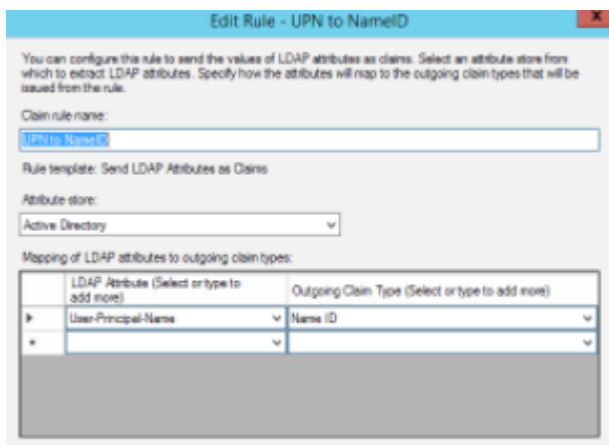 Edit Rule - UPN to NameID
x
You can configure this rule to send the values of LDAP attributes as claims. Select an attribute store from
which to extract LDAP attributes. Specify how the attributes will map to the outgoing claim types that will be
issued from the rule.
Claim rule name:
UPN to NameID
Rule template: Send LDAP Attributes as Claims
Attribute store:
Active Directory
Mapping of LDAP attributes to outgoing claim types:
LDAP Attribute (Select or type to
add more)
Outgoing Claim Type (Select or type to add more)
User-Principal-Name
Name ID